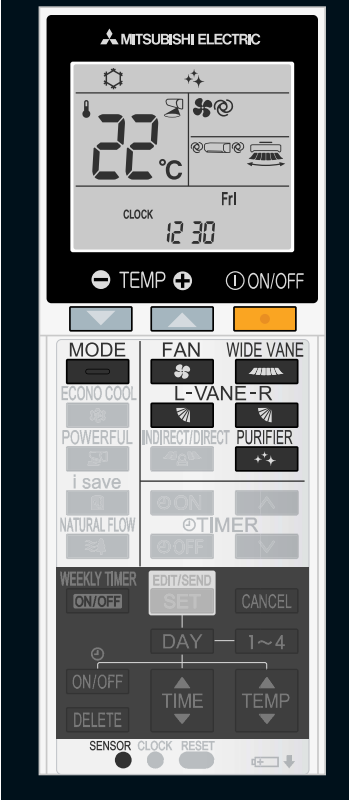 MITSUBISHI ELECTRIC
22°C
FrI
CLOCK
12 30
TEMP ON/OFF
MODE FAN WIDE VANE
ECONO COOL L-VANE-R
POWERFUL INDIRECT/DIRECT PURIFIER
i save
ON
NATURAL FLOW TIMER
OFF
WEEKLY TIMER EDIT/SEND
ON/OFF SET CANCEL
DAY 1~4
ON/OFF TIME TEMP
DELETE
SENSOR CLOCK RESET